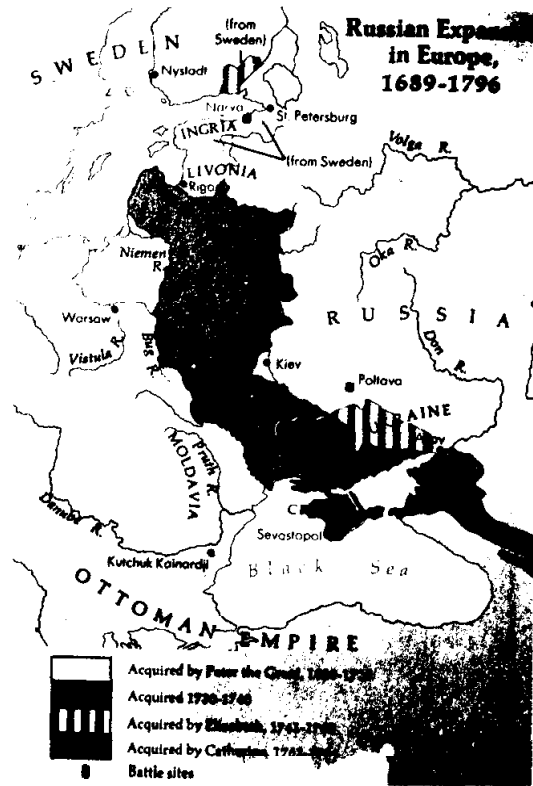 Russian
in Europe,
1689-1796
(from
Sweden)
SWEDEN
Nystadt
Narva
St. Petersburg
INGRIA
(from Sweden)
Volga R.
LIVONIA
Riga
Niemen
R.
Oka R.
RUSSIA
Warsaw
Don R.
Vistula R.
Bug R.
Kiev
Poltava
AINE
MOLDAVIA
Pruth R.
C
Sevastopol
Danube R.
Kutchuk Kainardji
Black Sea
OTTOMAN EMPIRE
Acquired by Peter the Great,
Acquired 1730-1740
Acquired by Elizabeth,
Acquired by Catherine,
Battle sites